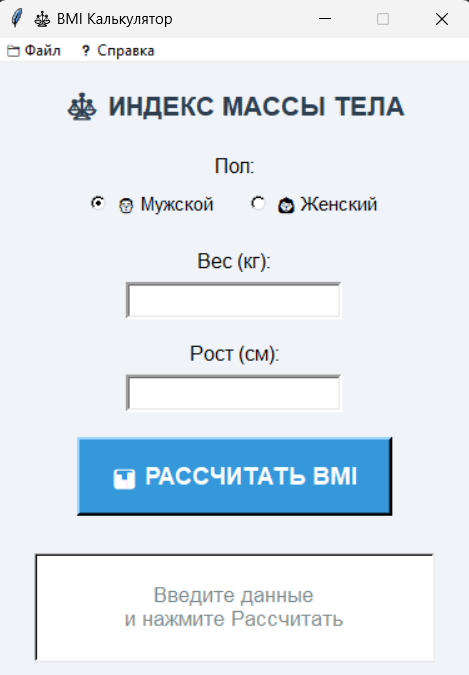 BMI Калькулятор
Файл ? Справка
ИНДЕКС МАССЫ ТЕЛА
Пол:
Мужской Женский
Вес (кг):
Рост (см):
РАССЧИТАТЬ BMI
Введите данные
и нажмите Рассчитать